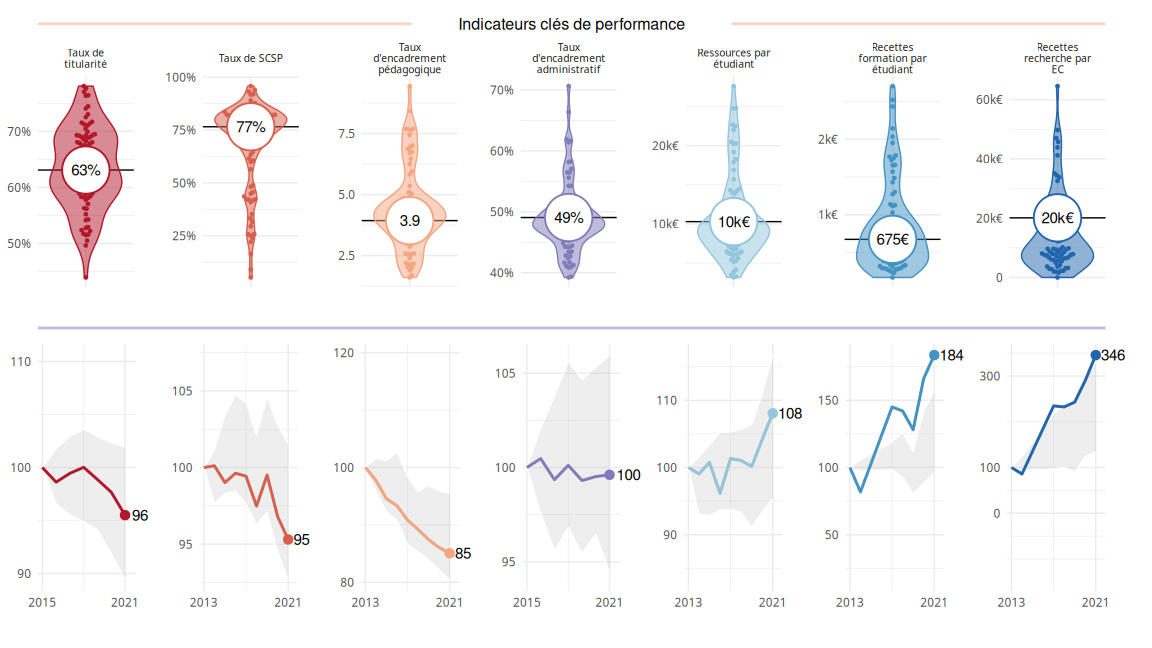 Indicateurs clés de performance
Taux de
titularité
70%
60%
50%
63%
Taux de SCSP
100%
75%
50%
25%
77%
Taux
d'encadrement
pédagogique
7.5
5.0
2.5
3.9
Taux
d'encadrement
administratif
70%
60%
50%
40%
49%
Ressources par
étudiant
20k€
10k€
10k€
Recettes
formation par
étudiant
2k€
1k€
675€
Recettes
recherche par
EC
60k€
40k€
20k€
0
20k€
110
100
90
96
2015 2021
105
100
95
95
2013 2021
120
100
80
85
2013 2021
105
100
95
100
2015 2021
110
100
90
108
2013 2021
150
100
50
184
2013 2021
300
100
0
346
2013 2021